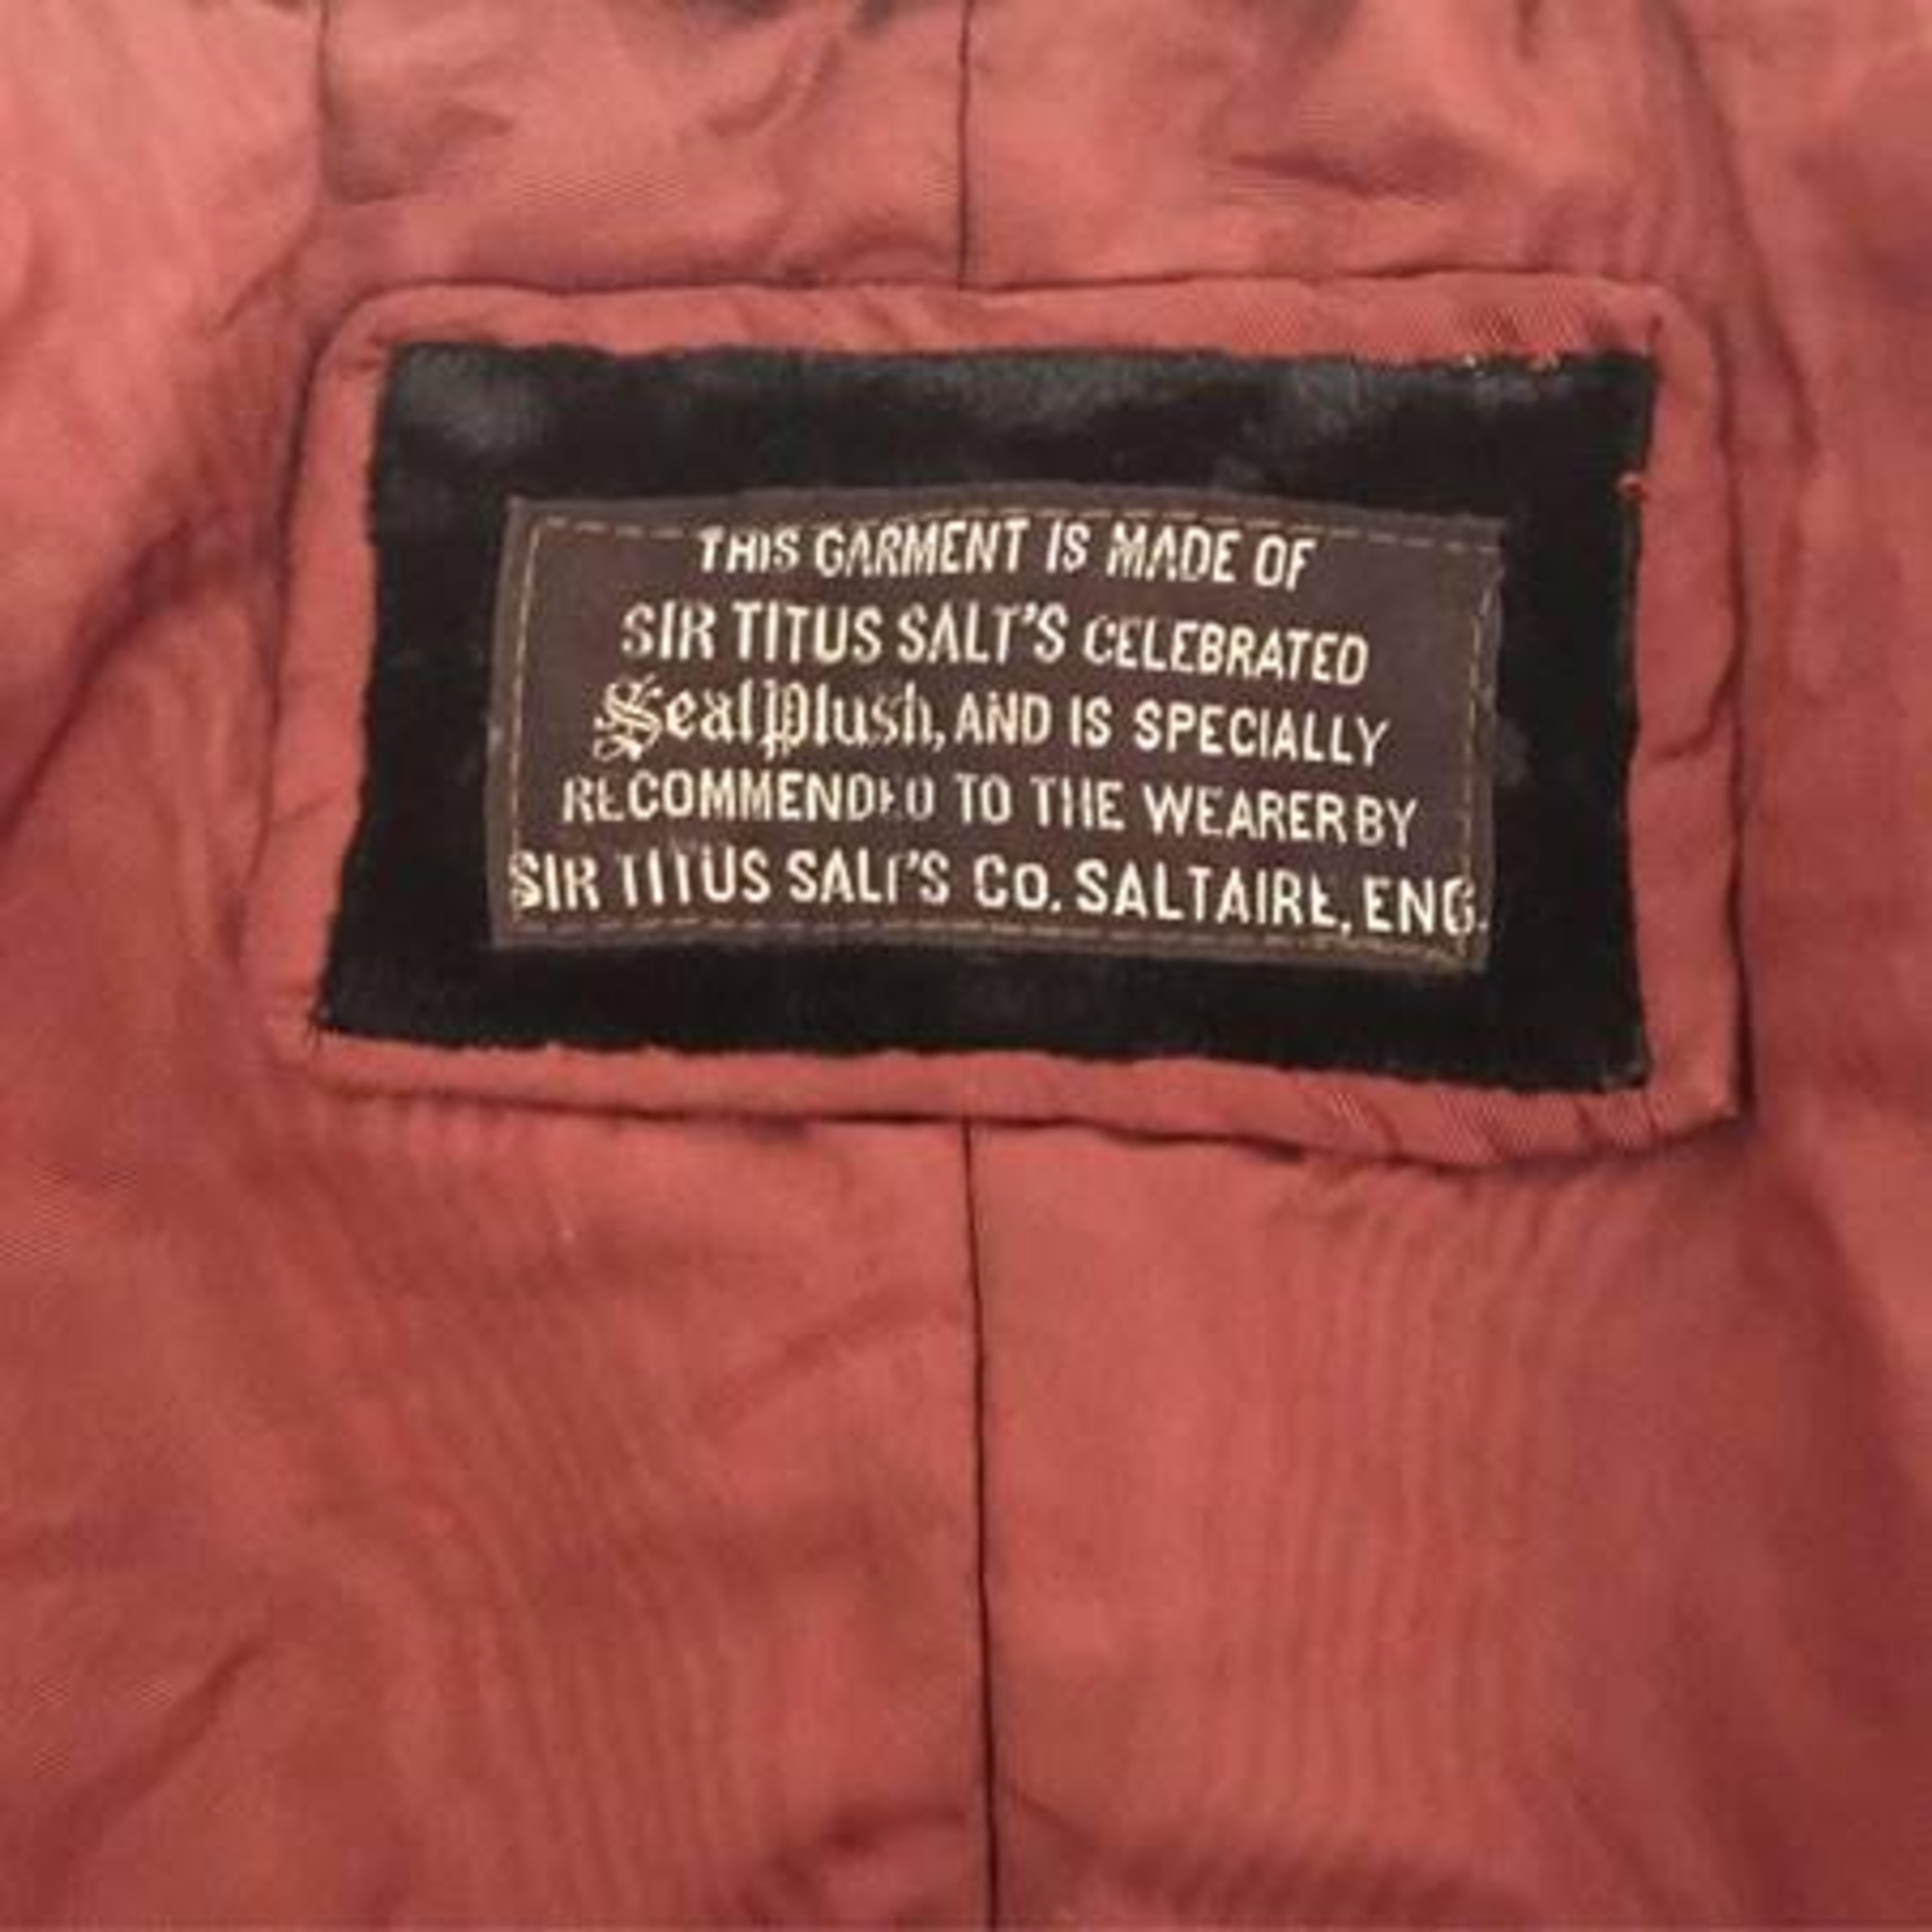 THIS GARMENT IS MADE OF
SIR TITUS SALT'S CELEBRATED
Seal Plush, AND IS SPECIALLY
RECOMMENDED TO THE WEARER BY
SIR TITUS SALT'S CO. SALTAIRE, ENG.